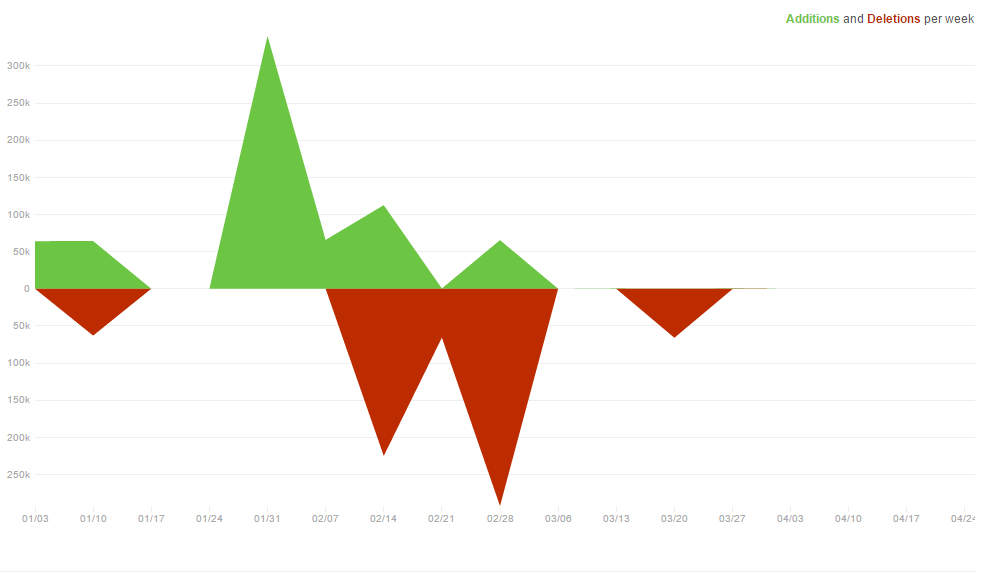 Additions and Deletions per week
300k
250k
200k
150k
100k
50k
0
50k
100k
150k
200k
250k
01/03 01/10 01/17 01/24 01/31 02/07 02/14 02/21 02/28 03/06 03/13 03/20 03/27 04/03 04/10 04/17 04/24